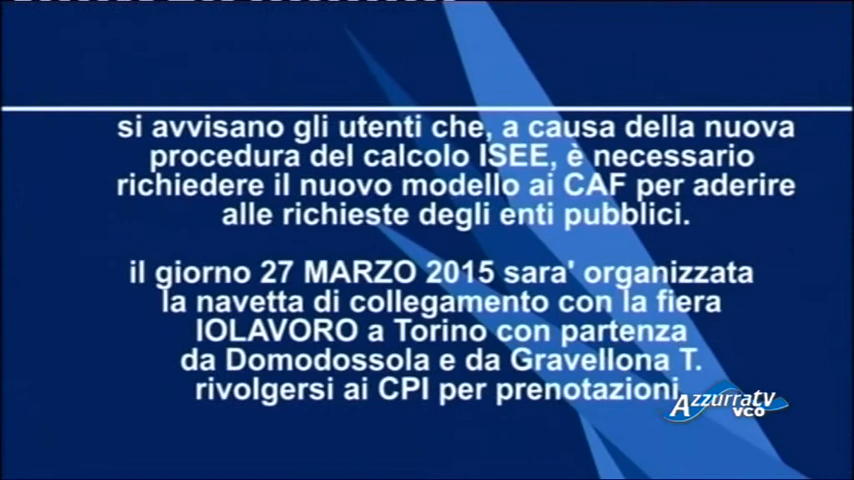 si avvisano gli utenti che, a causa della nuova
procedura del calcolo ISEE, è necessario
richiedere il nuovo modello ai CAF per aderire
alle richieste degli enti pubblici.
il giorno 27 MARZO 2015 sara' organizzata
la navetta di collegamento con la fiera
IOLAVORO a Torino con partenza
da Domodossola e da Gravellona T.
rivolgersi ai CPI per prenotazioni.
Azzurratv
VCO